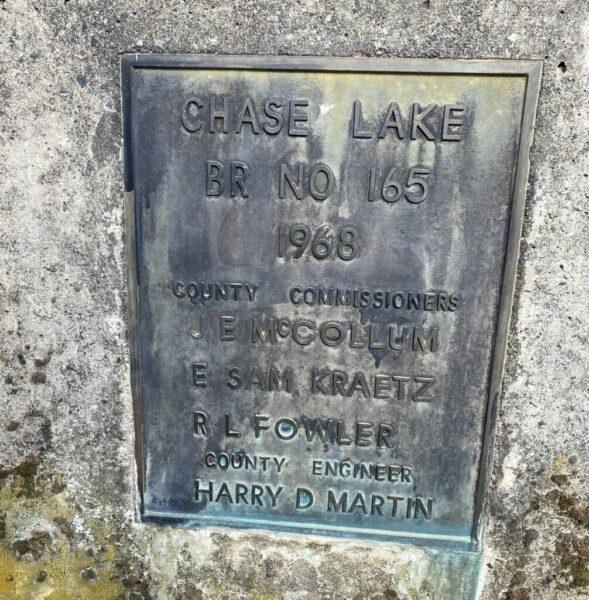 CHASE LAKE
BR NO 165
1968
COUNTY COMMISSIONERS
J E McCOLLUM
E SAM KRAETZ
R L FOWLER
COUNTY ENGINEER
HARRY D MARTIN